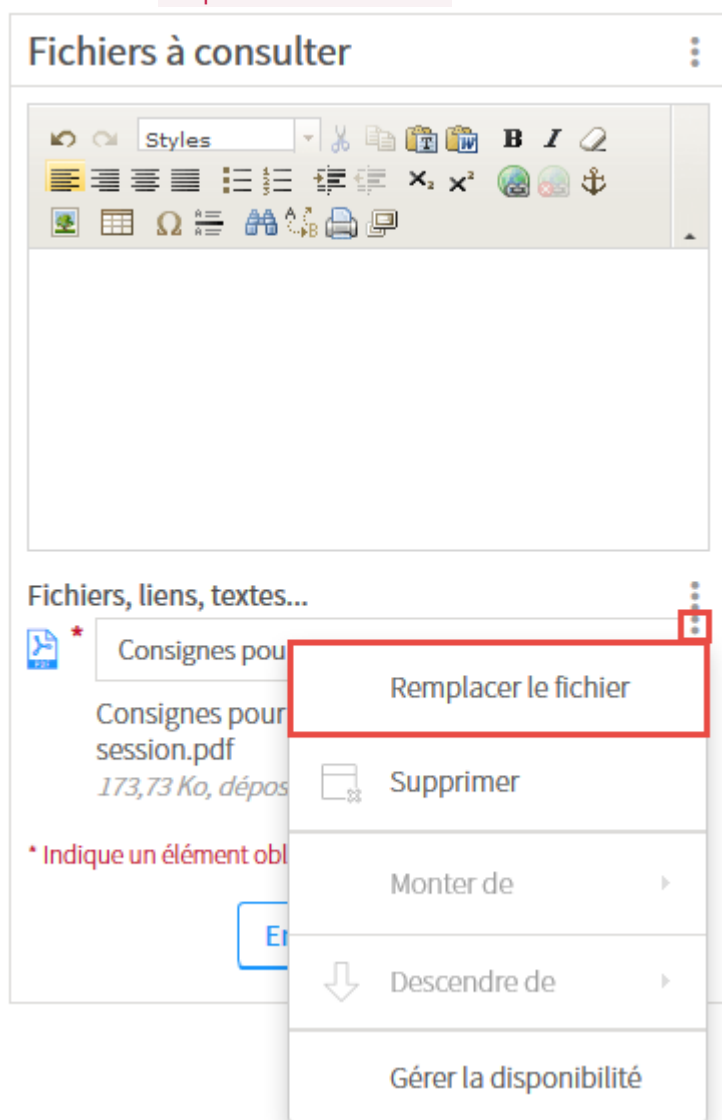 Fichiers à consulter
Styles
Fichiers, liens, textes...
* Consignes pou
Remplacer le fichier
Consignes pour
session.pdf
173,73 Ko, dépos
Supprimer
* Indique un élément obl
Monter de
En
Descendre de
Gérer la disponibilité